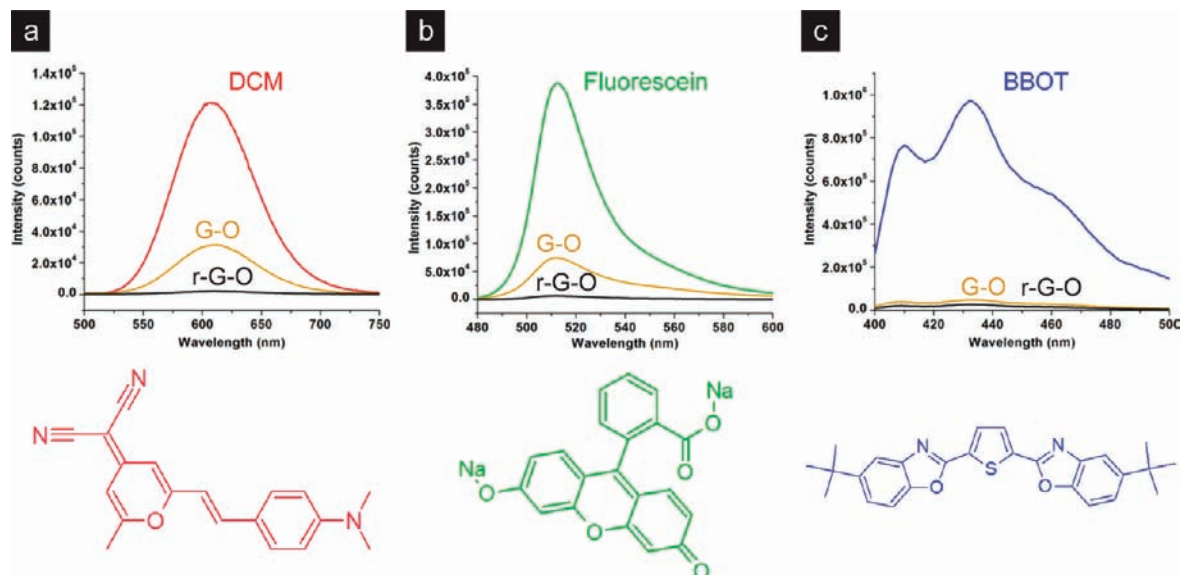 a
DCM
Intensity (counts)
1.4x10⁵
1.2x10⁵
1.0x10⁵
8.0x10⁴
6.0x10⁴
4.0x10⁴
2.0x10⁴
0.0
G-O
r-G-O
500 550 600 650 700 750
Wavelength (nm)
N
N
O
N
b
Fluorescein
Intensity (counts)
4.0x10⁵
3.5x10⁵
3.0x10⁵
2.5x10⁵
2.0x10⁵
1.5x10⁵
1.0x10⁵
5.0x10⁴
0.0
G-O
r-G-O
480 500 520 540 560 580 600
Wavelength (nm)
Na
O
O
Na
O
O
O
c
BBOT
Intensity (counts)
1.0x10⁶
8.0x10⁵
6.0x10⁵
4.0x10⁵
2.0x10⁵
0.0
G-O
r-G-O
400 420 440 460 480 500
Wavelength (nm)
N
S
N
O
O